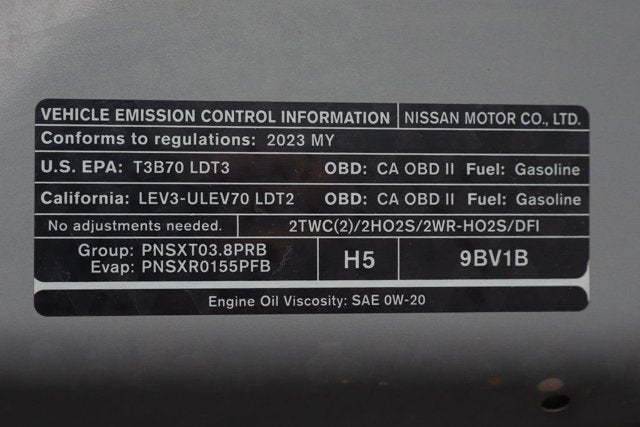 VEHICLE EMISSION CONTROL INFORMATION NISSAN MOTOR CO., LTD.
Conforms to regulations: 2023 MY
U.S. EPA: T3B70 LDT3 OBD: CA OBD II Fuel: Gasoline
California: LEV3-ULEV70 LDT2 OBD: CA OBD II Fuel: Gasoline
No adjustments needed. 2TWC(2)/2HO2S/2WR-HO2S/DFI
Group: PNSXT03.8PRB
Evap: PNSXR0155PFB
H5
9BV1B
Engine Oil Viscosity: SAE 0W-20